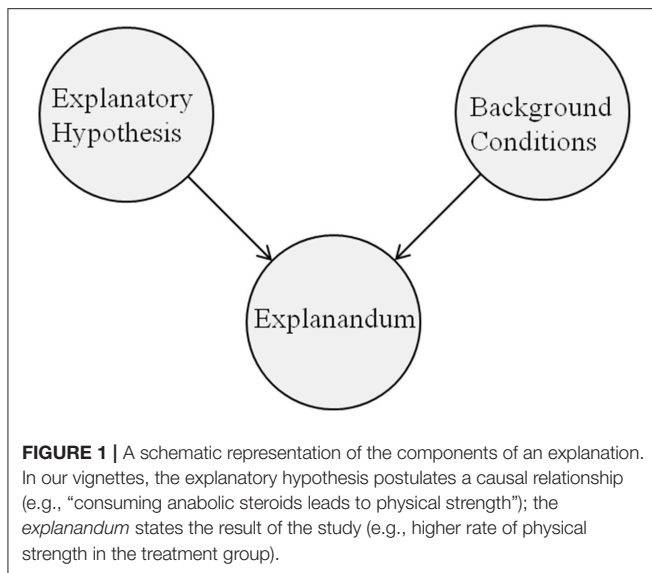 Explanatory
Hypothesis
Background
Conditions
Explanandum
FIGURE 1 | A schematic representation of the components of an explanation.
In our vignettes, the explanatory hypothesis postulates a causal relationship
(e.g., “consuming anabolic steroids leads to physical strength”); the
explanandum states the result of the study (e.g., higher rate of physical
strength in the treatment group).